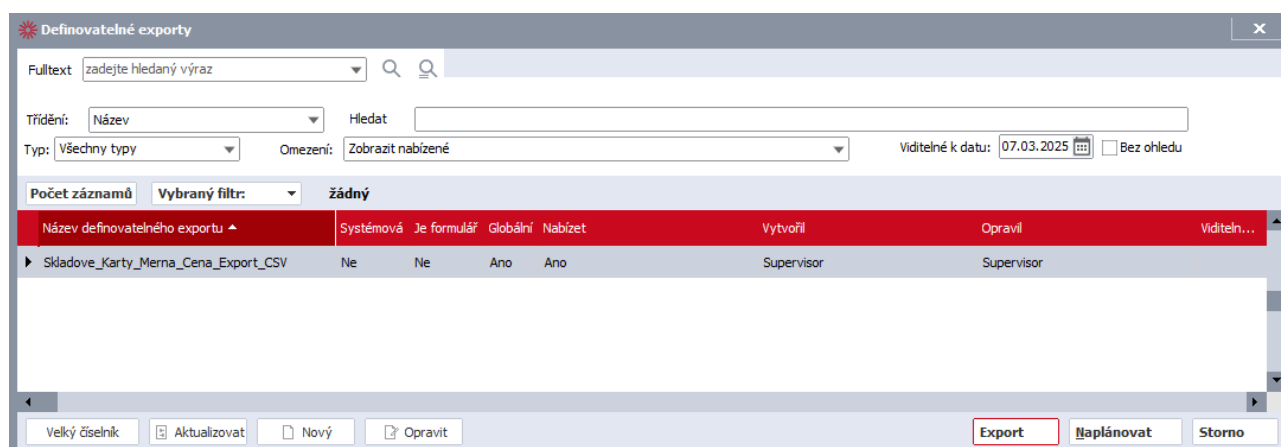 Definovatelné exporty
Fulltext zadejte hledaný výraz
Třídění: Název Hledat
Typ: Všechny typy Omezení: Zobrazit nabízené Viditelné k datu: 07.03.2025 Bez ohledu
Počet záznamů Vybraný filtr: žádný
Název definovatelného exportu Systémová Je formulář Globální Nabízet Vytvořil Opravil Viditeln...
Skladove_Karty_Merna_Cena_Export_CSV Ne Ne Ano Ano Supervisor Supervisor
Velký číselník Aktualizovat Nový Opravit Export Naplánovat Storno